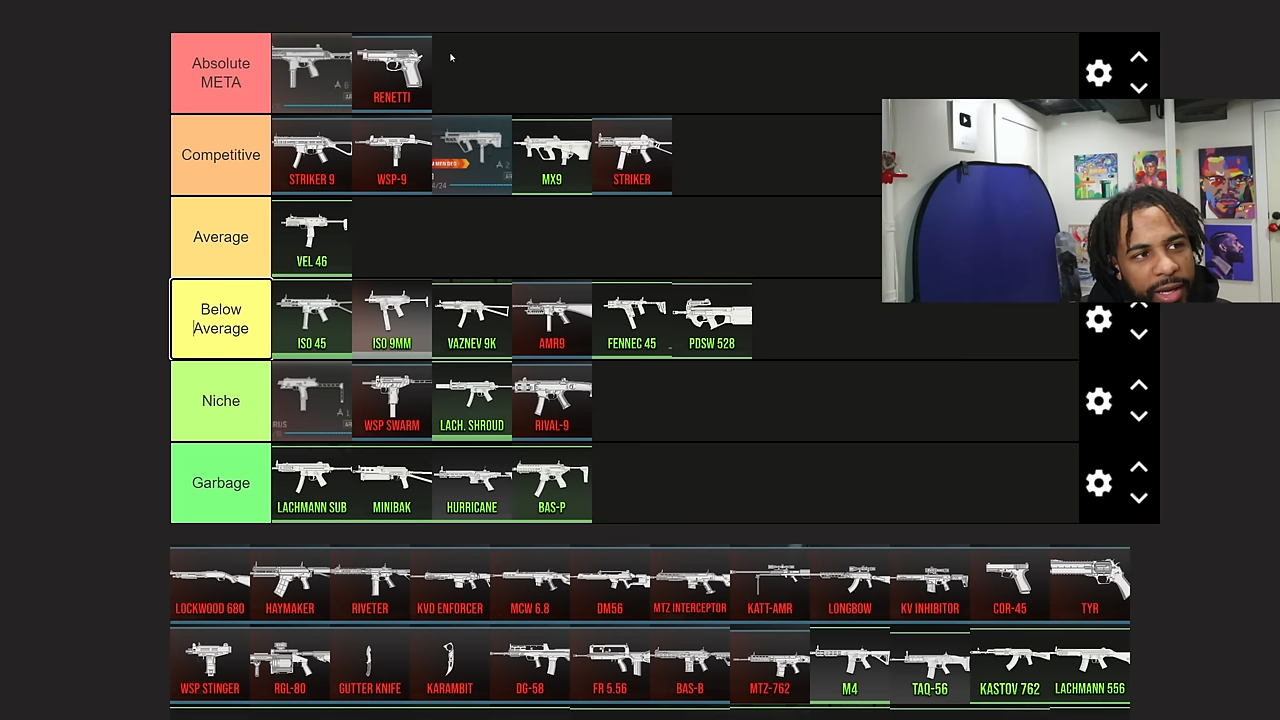 Absolute
META
RENETTI
Competitive
STRIKER 9
WSP-9
MX9
STRIKER
Average
VEL 46
Below
Average
ISO 45
ISO 9MM
VAZNEV 9K
AMR9
FENNEC 45
PDSW 528
Niche
WSP SWARM
LACH. SHROUD
RIVAL-9
Garbage
LACHMANN SUB
MINIBAK
HURRICANE
BAS-P
LOCKWOOD 680
HAYMAKER
RIVETER
KVD ENFORCER
MCW 6.8
DM56
MTZ INTERCEPTOR
KATT-AMR
LONGBOW
KV INHIBITOR
COR-45
TYR
WSP STINGER
RGL-80
GUTTER KNIFE
KARAMBIT
DG-58
FR 5.56
BAS-B
MTZ-762
M4
TAQ-56
KASTOV 762
LACHMANN 556